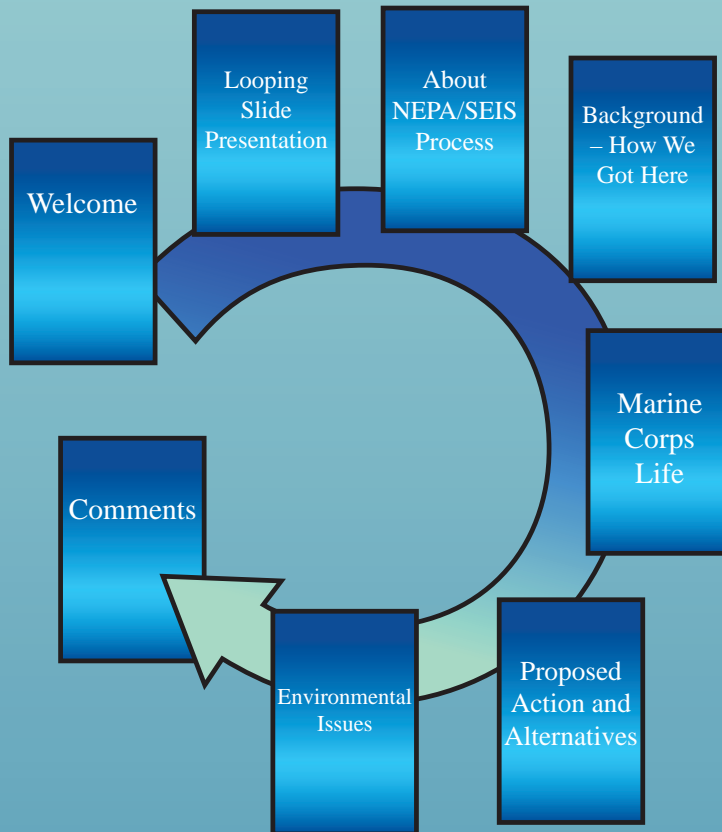 Welcome
Looping
Slide
Presentation
About
NEPA/SEIS
Process
Background
– How We
Got Here
Marine
Corps
Life
Proposed
Action and
Alternatives
Environmental
Issues
Comments